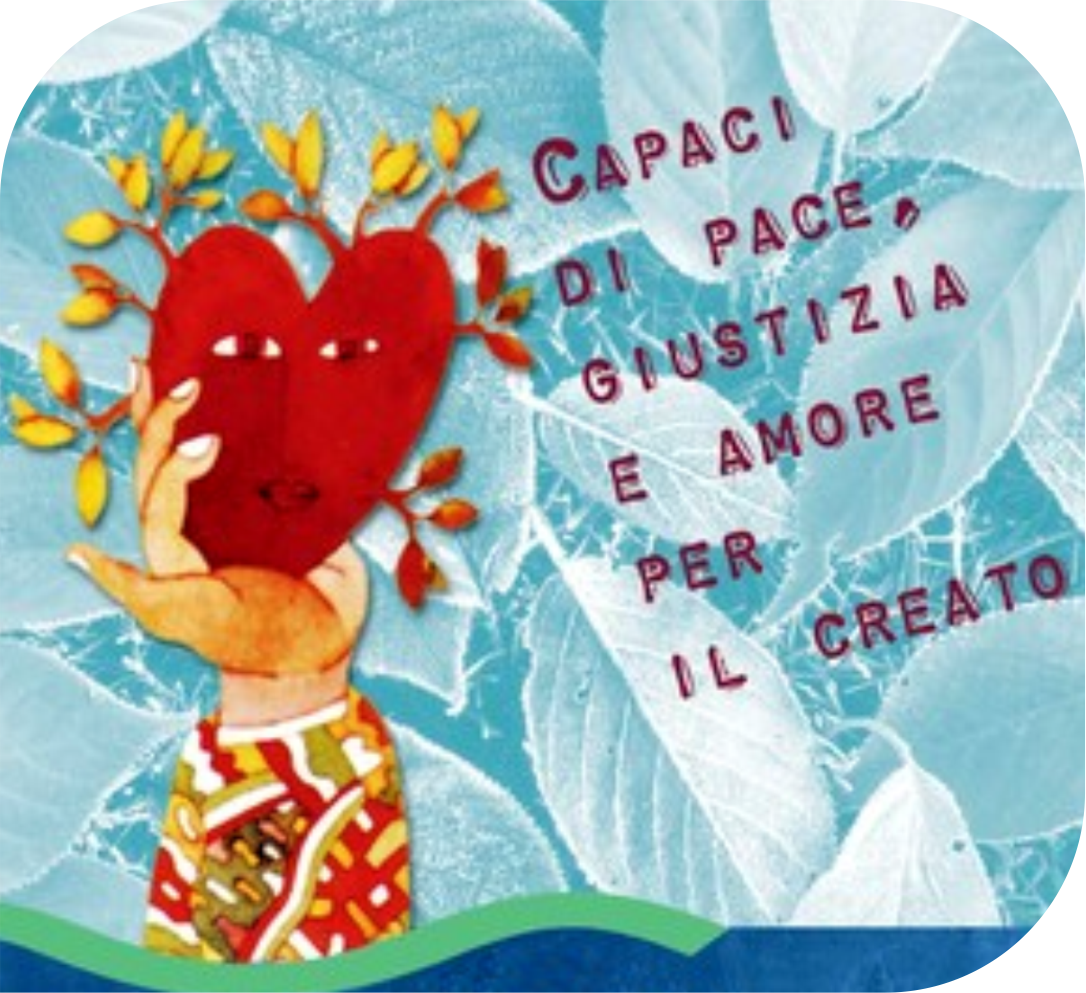 CAPACI
DI PACE,
GIUSTIZIA
E AMORE
PER
IL CREATO